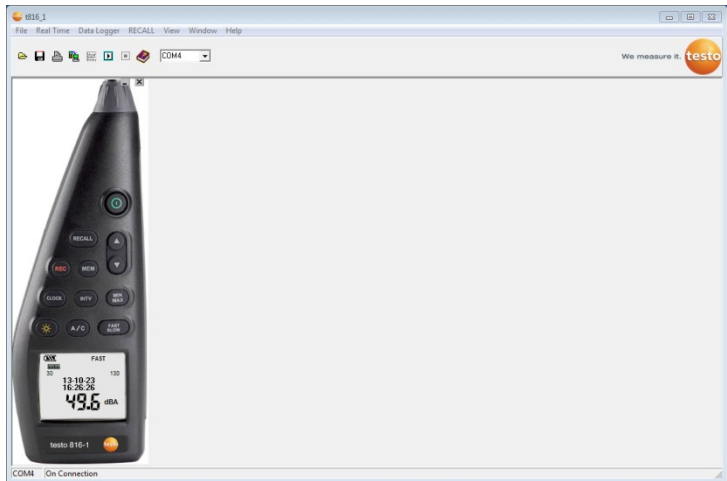 t816_1
File Real Time Data Logger RECALL View Window Help
COM4
We measure it. testo
RECALL
REC MEM
CLOCK INTV MIN MAX
A/C FAST SLOW
FAST
30 130
13-10-23
16:26:26
49.6 dBA
testo 816-1 testo
COM4 On Connection